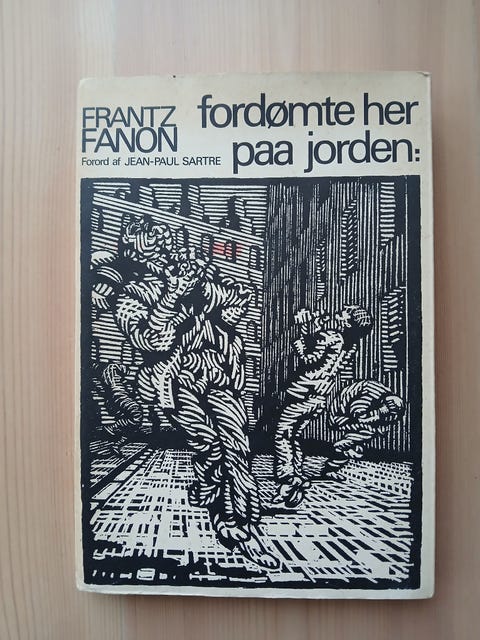 FRANTZ
FANON
Forord af JEAN-PAUL SARTRE
fordømte her
paa jorden: